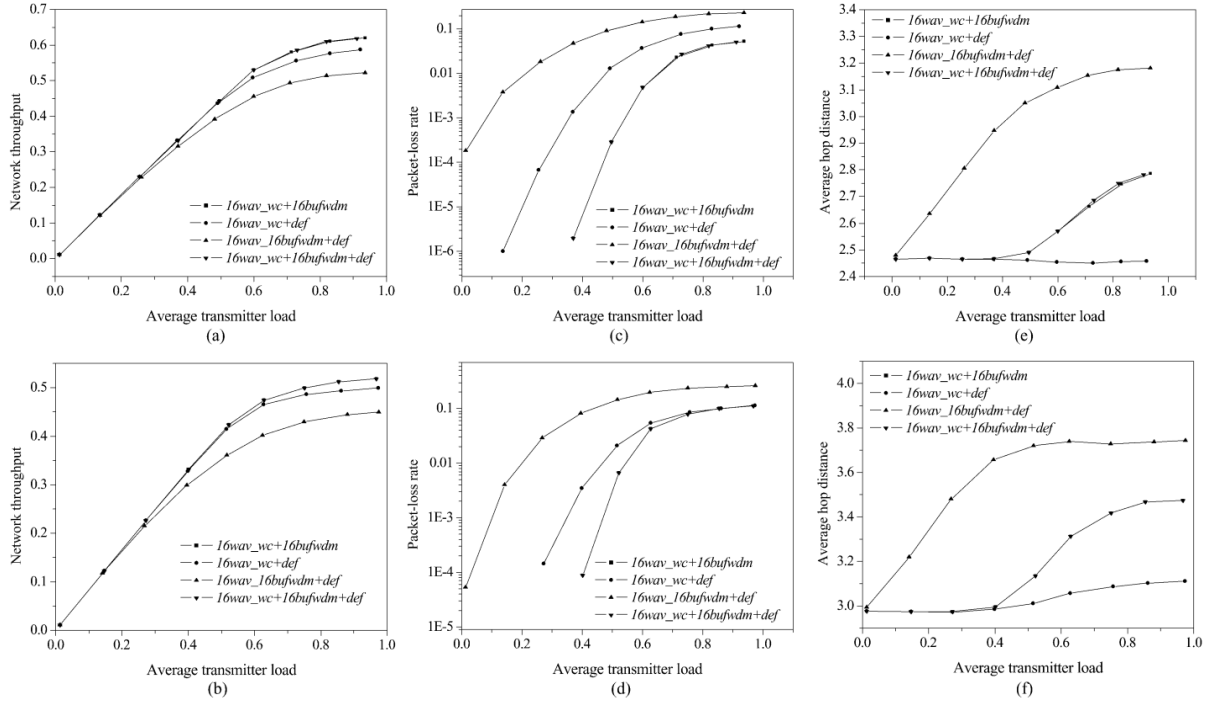 0.7
0.6
0.5
0.4
0.3
0.2
0.1
0.0
Network throughput
16wav_wc+16bufwdm
16wav_wc+def
16wav_16bufwdm+def
16wav_wc+16bufwdm+def
0.0 0.2 0.4 0.6 0.8 1.0
Average transmitter load
(a)
0.1
0.01
1E-3
1E-4
1E-5
1E-6
Packet-loss rate
16wav_wc+16bufwdm
16wav_wc+def
16wav_16bufwdm+def
16wav_wc+16bufwdm+def
0.0 0.2 0.4 0.6 0.8 1.0
Average transmitter load
(c)
3.4
3.2
3.0
2.8
2.6
2.4
2.2
Average hop distance
16wav_wc+16bufwdm
16wav_wc+def
16wav_16bufwdm+def
16wav_wc+16bufwdm+def
0.0 0.2 0.4 0.6 0.8 1.0
Average transmitter load
(e)
0.5
0.4
0.3
0.2
0.1
0.0
Network throughput
16wav_wc+16bufwdm
16wav_wc+def
16wav_16bufwdm+def
16wav_wc+16bufwdm+def
0.0 0.2 0.4 0.6 0.8 1.0
Average transmitter load
(b)
0.1
0.01
1E-3
1E-4
1E-5
Packet-loss rate
16wav_wc+16bufwdm
16wav_wc+def
16wav_16bufwdm+def
16wav_wc+16bufwdm+def
0.0 0.2 0.4 0.6 0.8 1.0
Average transmitter load
(d)
4.0
3.8
3.6
3.4
3.2
3.0
Average hop distance
16wav_wc+16bufwdm
16wav_wc+def
16wav_16bufwdm+def
16wav_wc+16bufwdm+def
0.0 0.2 0.4 0.6 0.8 1.0
Average transmitter load
(f)